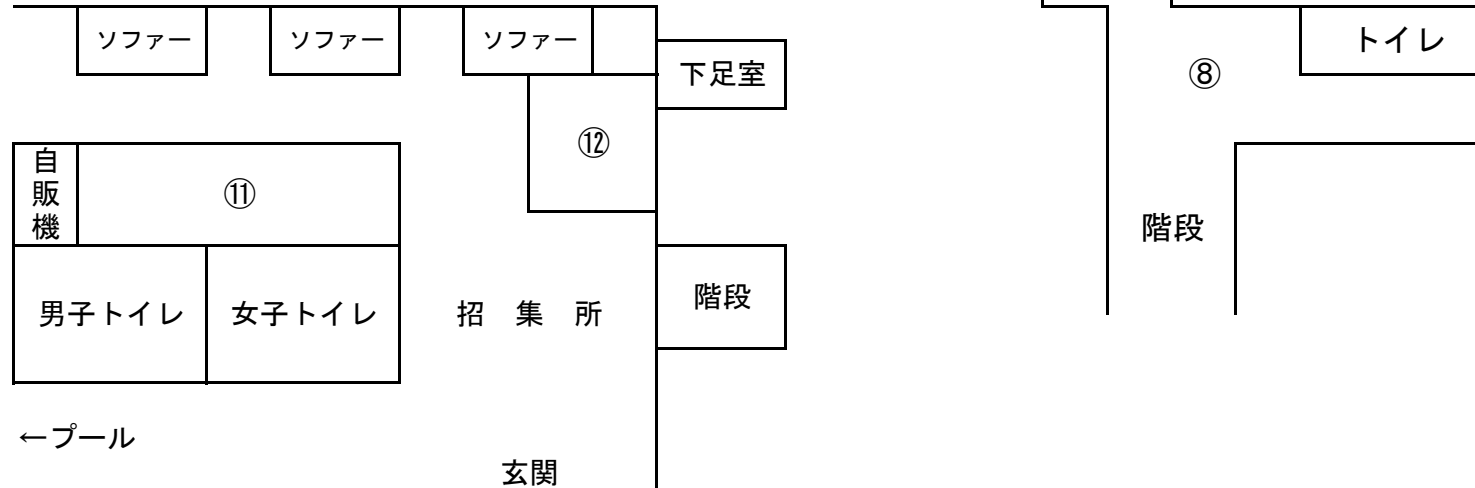 ソファー ソファー ソファー トイレ
下足室
⑧
⑫
自販機
⑪
階段
階段
男子トイレ 女子トイレ 招集所
←プール
玄関